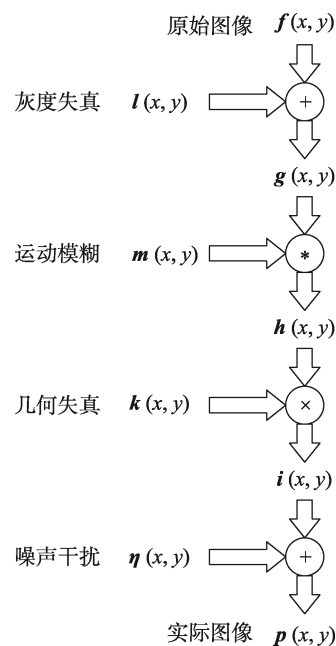 原始图像 f(x, y)
+
灰度失真 l(x, y)
g(x, y)
运动模糊 m(x, y)
*
h(x, y)
几何失真 k(x, y)
×
i(x, y)
噪声干扰 η(x, y)
+
实际图像 p(x, y)